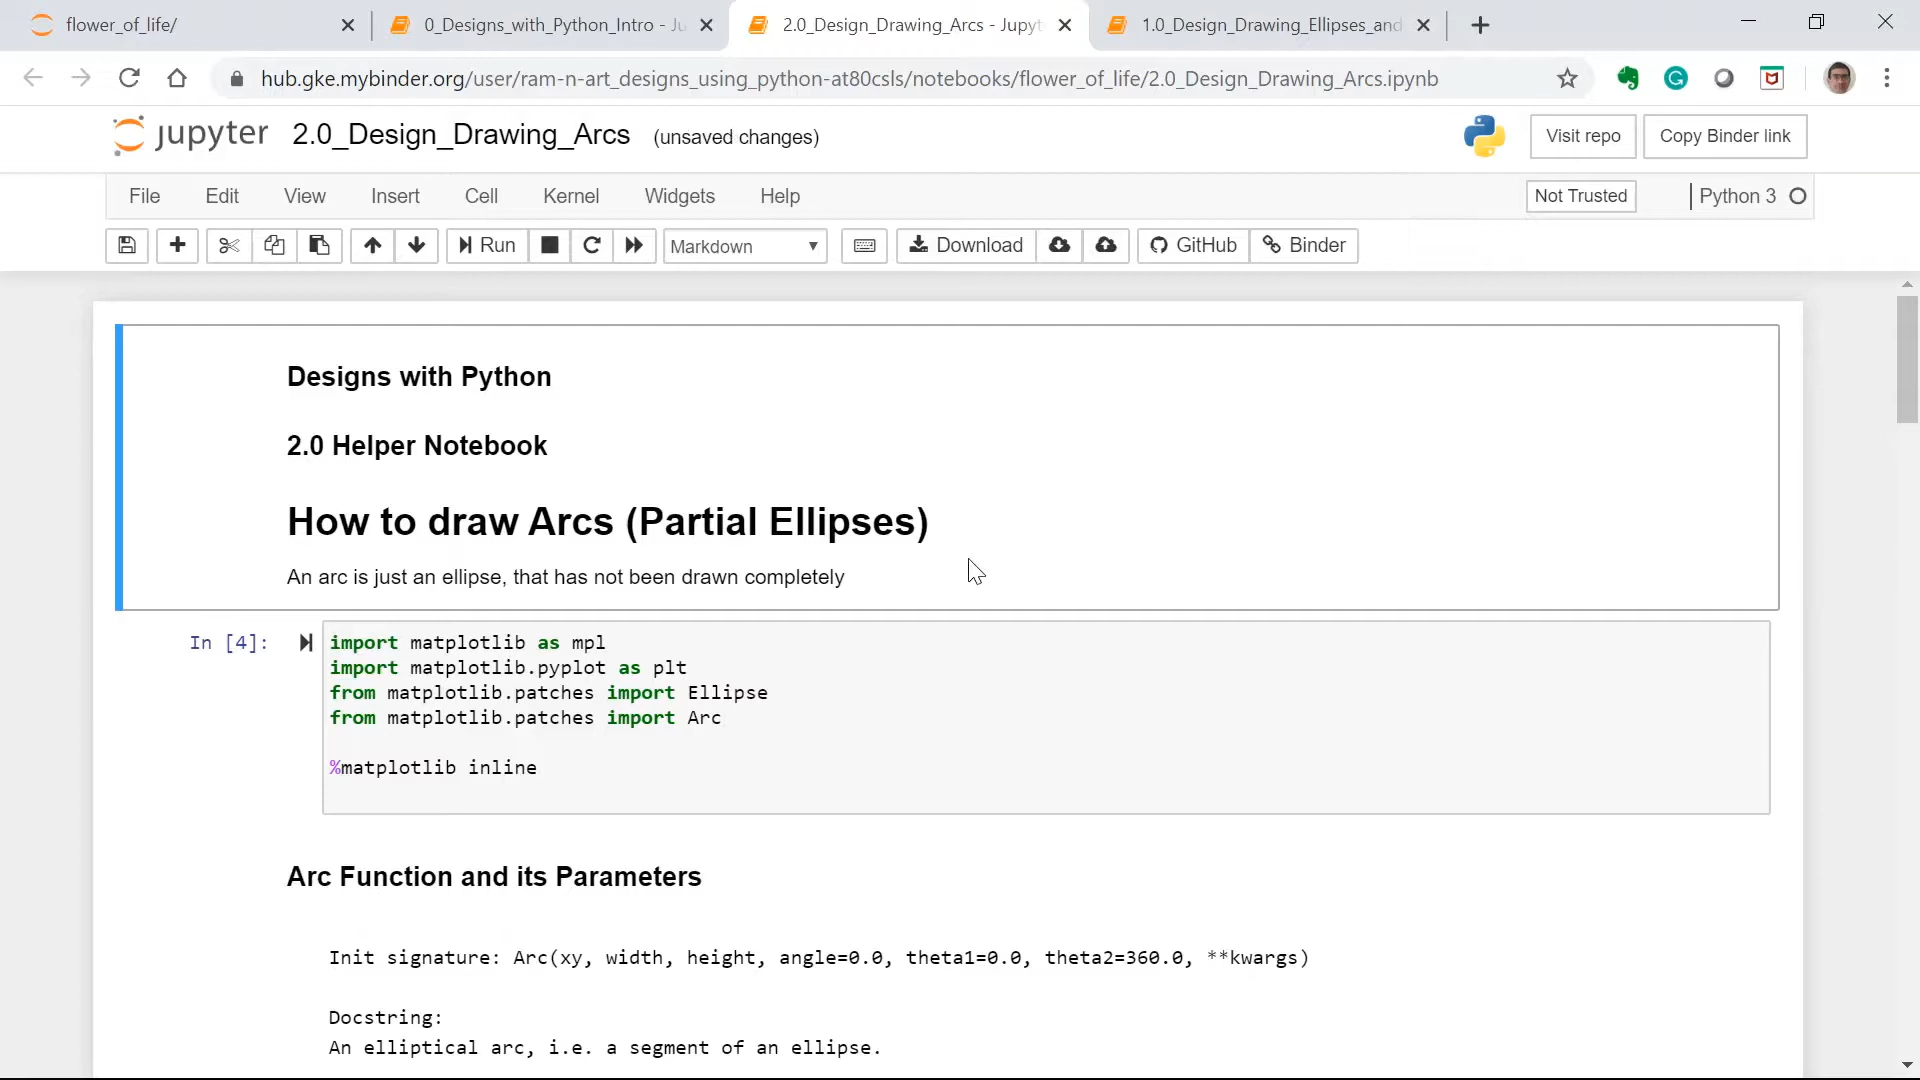 flower_of_life/
0_Designs_with_Python_Intro - Ju
2.0_Design_Drawing_Arcs - Jupyt
1.0_Design_Drawing_Ellipses_and
hub.gke.mybinder.org/user/ram-n-art_designs_using_python-at80csls/notebooks/flower_of_life/2.0_Design_Drawing_Arcs.ipynb
jupyter 2.0_Design_Drawing_Arcs (unsaved changes)
Visit repo
Copy Binder link
File Edit View Insert Cell Kernel Widgets Help
Not Trusted
Python 3
Run
Markdown
Download
GitHub
Binder
Designs with Python
2.0 Helper Notebook
How to draw Arcs (Partial Ellipses)
An arc is just an ellipse, that has not been drawn completely
In [4]:
import matplotlib as mpl
import matplotlib.pyplot as plt
from matplotlib.patches import Ellipse
from matplotlib.patches import Arc
%matplotlib inline
Arc Function and its Parameters
Init signature: Arc(xy, width, height, angle=0.0, theta1=0.0, theta2=360.0, **kwargs)
Docstring:
An elliptical arc, i.e. a segment of an ellipse.